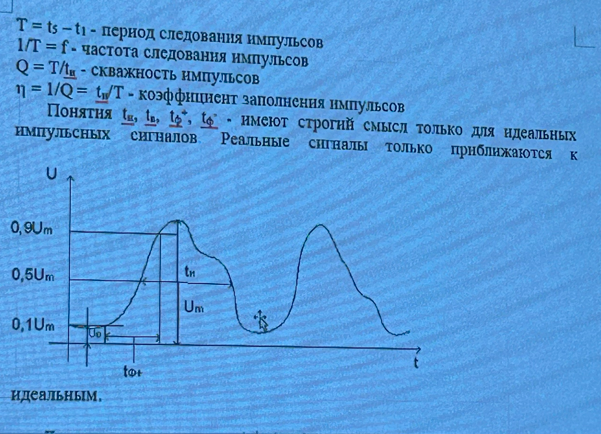 T = t₅ – t₁ - период следования импульсов
1/T = f - частота следования импульсов
Q = T/tи - скважность импульсов
η = 1/Q = tи/T - коэффициент заполнения импульсов
Понятия tи, tв, tф⁺, tф⁻ - имеют строгий смысл только для идеальных
импульсных сигналов Реальные сигналы только приближаются к
U
0,9Um
0,5Um
tи
Um
0,1Um
U₀
tФ+
t
идеальным.